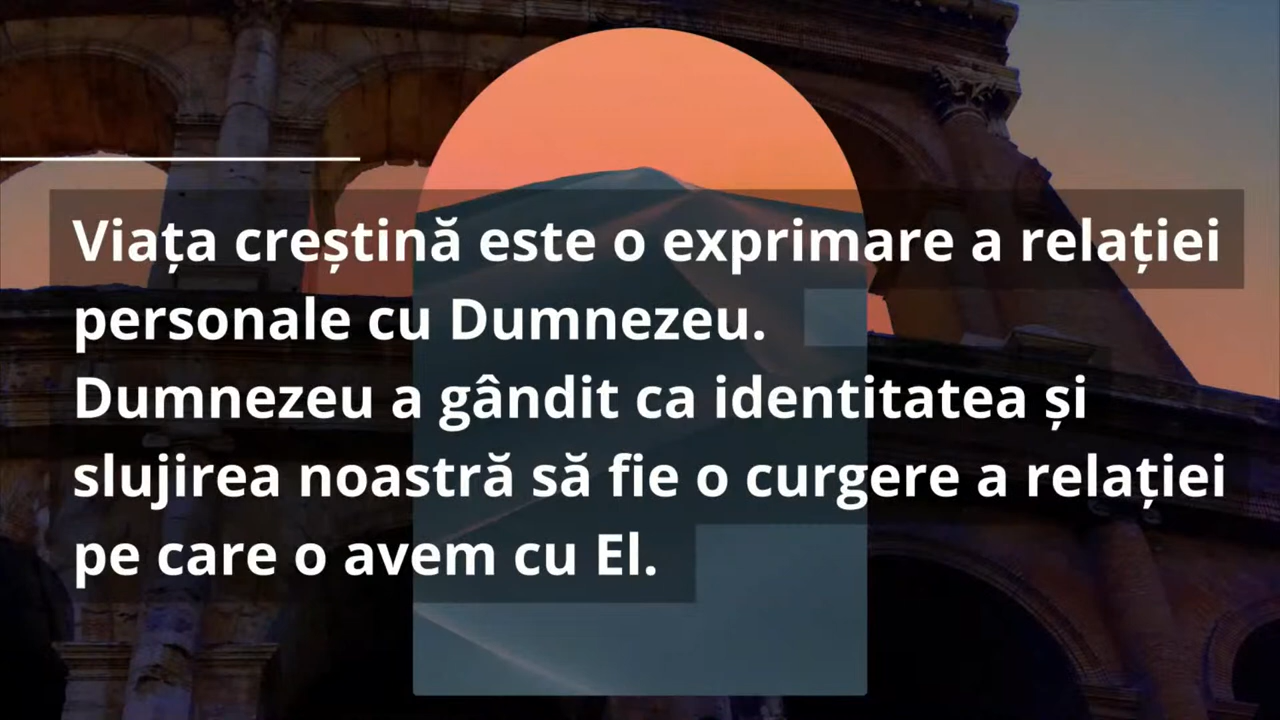 Viața creștină este o exprimare a relației
personale cu Dumnezeu.
Dumnezeu a gândit ca identitatea și
slujirea noastră să fie o curgere a relației
pe care o avem cu El.